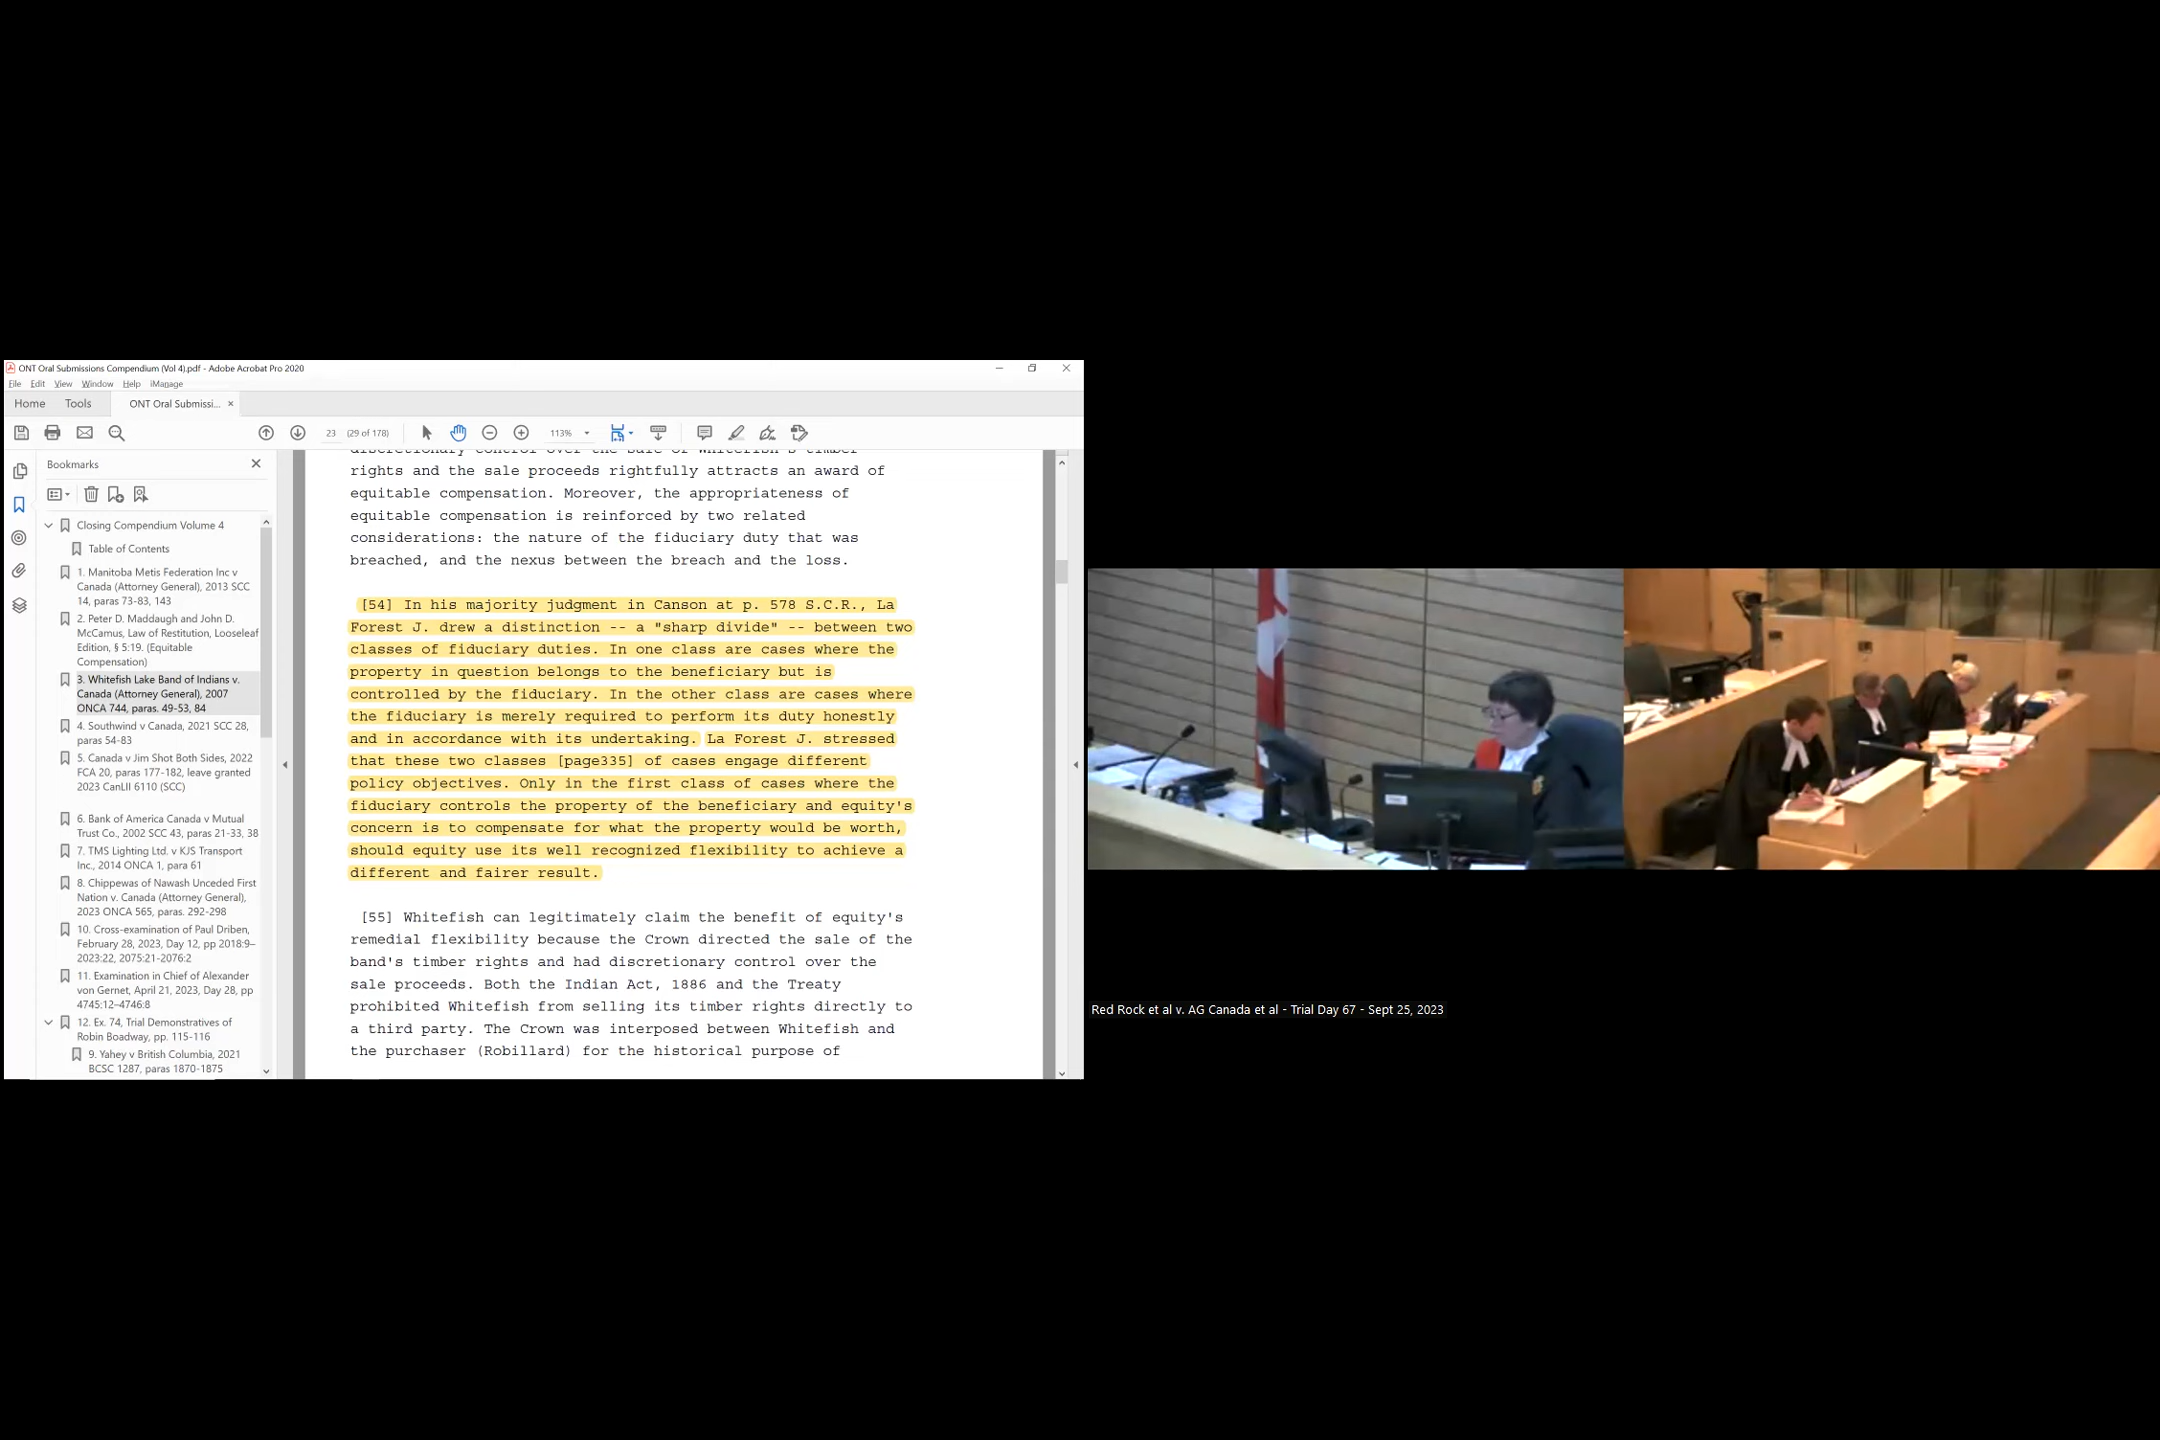 ONT Oral Submissions Compendium (Vol 4).pdf - Adobe Acrobat Pro 2020
File Edit View Window Help iManage
Home Tools ONT Oral Submissi... ×
23 (29 of 178) 113%
Bookmarks
Closing Compendium Volume 4
Table of Contents
1. Manitoba Metis Federation Inc v
Canada (Attorney General), 2013 SCC
14, paras 73-83, 143
2. Peter D. Maddaugh and John D.
McCamus, Law of Restitution, Looseleaf
Edition, § 5:19. (Equitable
Compensation)
3. Whitefish Lake Band of Indians v.
Canada (Attorney General), 2007
ONCA 744, paras. 49-53, 84
4. Southwind v Canada, 2021 SCC 28,
paras 54-83
5. Canada v Jim Shot Both Sides, 2022
FCA 20, paras 177-182, leave granted
2023 CanLII 6110 (SCC)
6. Bank of America Canada v Mutual
Trust Co., 2002 SCC 43, paras 21-33, 38
7. TMS Lighting Ltd. v KJS Transport
Inc., 2014 ONCA 1, para 61
8. Chippewas of Nawash Unceded First
Nation v. Canada (Attorney General),
2023 ONCA 565, paras. 292-298
10. Cross-examination of Paul Driben,
February 28, 2023, Day 12, pp 2018:9–
2023:22, 2075:21-2076:2
11. Examination in Chief of Alexander
von Gernet, April 21, 2023, Day 28, pp
4745:12–4746:8
12. Ex. 74, Trial Demonstratives of
Robin Boadway, pp. 115-116
9. Yahey v British Columbia, 2021
BCSC 1287, paras 1870-1875
discretionary control over the sale of Whitefish's timber
rights and the sale proceeds rightfully attracts an award of
equitable compensation. Moreover, the appropriateness of
equitable compensation is reinforced by two related
considerations: the nature of the fiduciary duty that was
breached, and the nexus between the breach and the loss.
[54] In his majority judgment in Canson at p. 578 S.C.R., La
Forest J. drew a distinction -- a "sharp divide" -- between two
classes of fiduciary duties. In one class are cases where the
property in question belongs to the beneficiary but is
controlled by the fiduciary. In the other class are cases where
the fiduciary is merely required to perform its duty honestly
and in accordance with its undertaking. La Forest J. stressed
that these two classes [page335] of cases engage different
policy objectives. Only in the first class of cases where the
fiduciary controls the property of the beneficiary and equity's
concern is to compensate for what the property would be worth,
should equity use its well recognized flexibility to achieve a
different and fairer result.
[55] Whitefish can legitimately claim the benefit of equity's
remedial flexibility because the Crown directed the sale of the
band's timber rights and had discretionary control over the
sale proceeds. Both the Indian Act, 1886 and the Treaty
prohibited Whitefish from selling its timber rights directly to
a third party. The Crown was interposed between Whitefish and
the purchaser (Robillard) for the historical purpose of
Red Rock et al v. AG Canada et al - Trial Day 67 - Sept 25, 2023